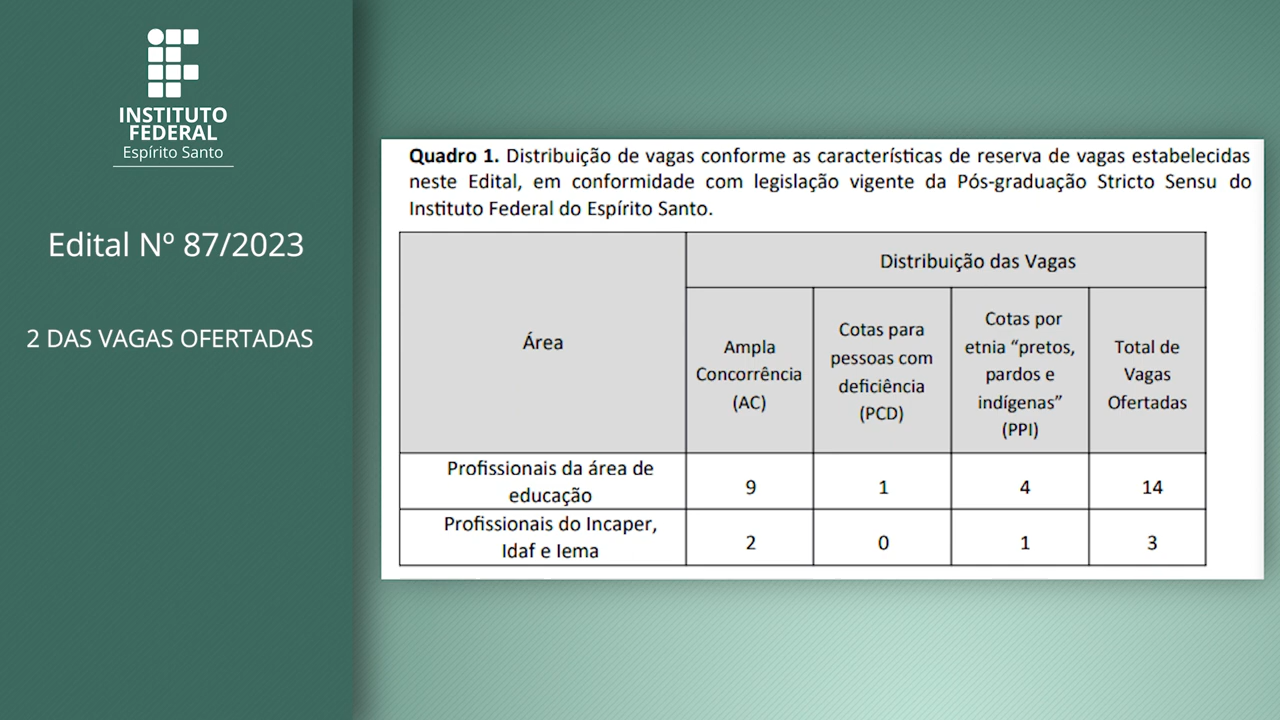 INSTITUTO
FEDERAL
Espírito Santo
Edital Nº 87/2023
2 DAS VAGAS OFERTADAS
Quadro 1. Distribuição de vagas conforme as características de reserva de vagas estabelecidas
neste Edital, em conformidade com legislação vigente da Pós-graduação Stricto Sensu do
Instituto Federal do Espírito Santo.
Área
Distribuição das Vagas
Ampla
Concorrência
(AC)
Cotas para
pessoas com
deficiência
(PCD)
Cotas por
etnia “pretos,
pardos e
indígenas”
(PPI)
Total de
Vagas
Ofertadas
Profissionais da área de
educação
9
1
4
14
Profissionais do Incaper,
Idaf e Iema
2
0
1
3